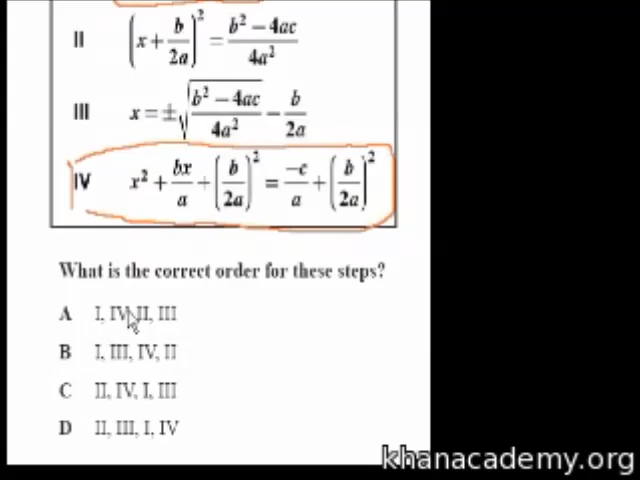 II (x + b/2a)² = b² − 4ac/4a²
III x = ±√(b² − 4ac/4a²) − b/2a
IV x² + bx/a + (b/2a)² = −c/a + (b/2a)²
What is the correct order for these steps?
A I, IV, II, III
B I, III, IV, II
C II, IV, I, III
D II, III, I, IV
khanacademy.org